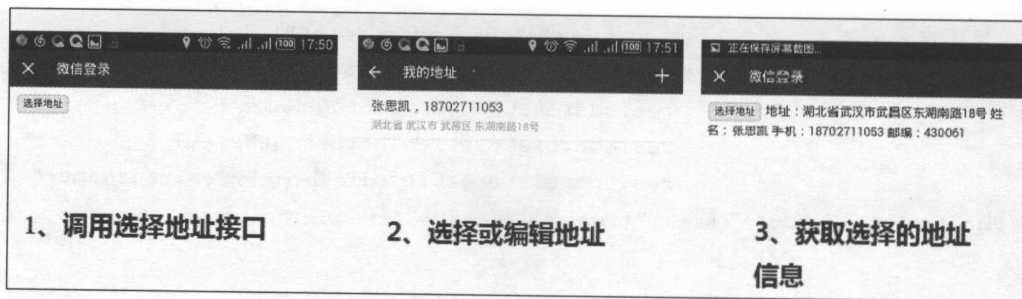 100 17:50
微信登录
选择地址
1、调用选择地址接口
100 17:51
我的地址
张思凯，18702711053
湖北省 武汉市 武昌区 东湖南路18号
2、选择或编辑地址
正在保存屏幕截图...
微信登录
选择地址 地址：湖北省武汉市武昌区东湖南路18号 姓
名：张思凯 手机：18702711053 邮编：430061
3、获取选择的地址
信息